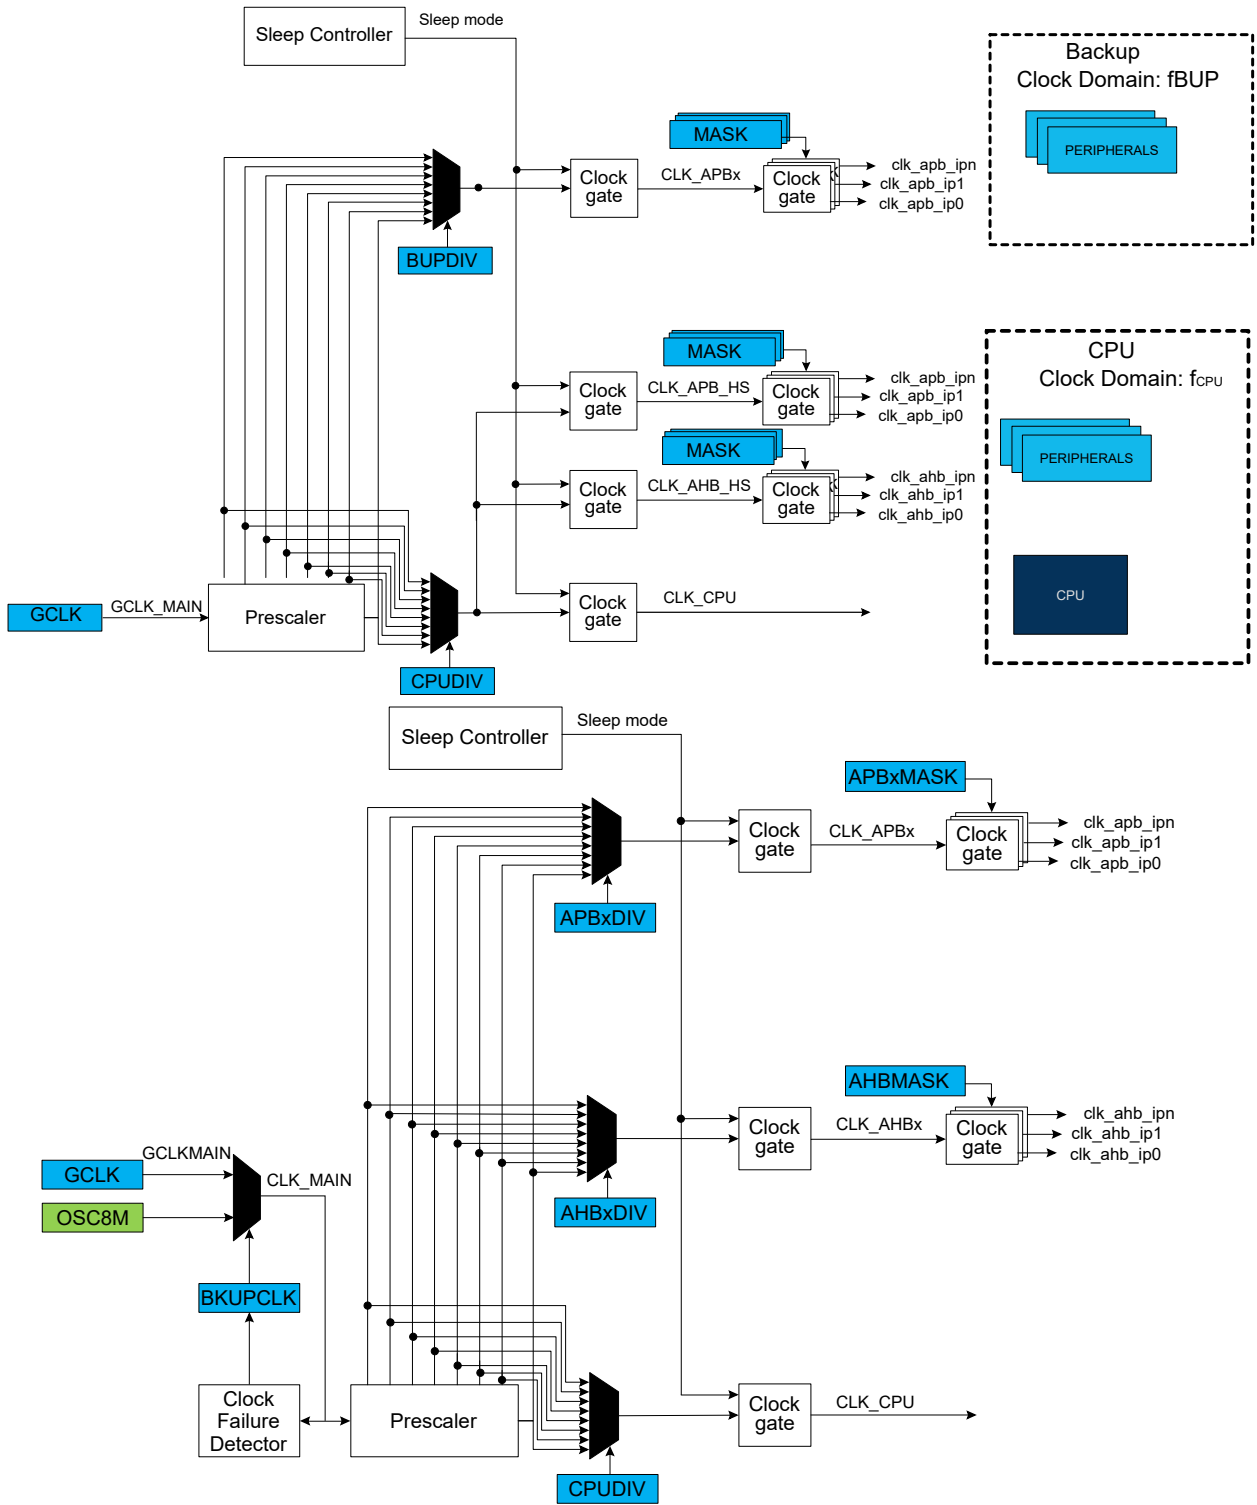 Sleep Controller
Sleep mode
Backup
Clock Domain: fBUP
PERIPHERALS
MASK
Clock
gate
CLK_APBx
Clock
gate
clk_apb_ipn
clk_apb_ip1
clk_apb_ip0
BUPDIV
CPU
Clock Domain: fCPU
PERIPHERALS
CPU
MASK
Clock
gate
CLK_APB_HS
Clock
gate
clk_apb_ipn
clk_apb_ip1
clk_apb_ip0
MASK
Clock
gate
CLK_AHB_HS
Clock
gate
clk_ahb_ipn
clk_ahb_ip1
clk_ahb_ip0
GCLK
GCLK_MAIN
Prescaler
Clock
gate
CLK_CPU
CPUDIV
Sleep Controller
Sleep mode
APBxMASK
Clock
gate
CLK_APBx
Clock
gate
clk_apb_ipn
clk_apb_ip1
clk_apb_ip0
APBxDIV
AHBMASK
Clock
gate
CLK_AHBx
Clock
gate
clk_ahb_ipn
clk_ahb_ip1
clk_ahb_ip0
AHBxDIV
GCLK
GCLKMAIN
CLK_MAIN
OSC8M
BKUPCLK
Clock
Failure
Detector
Prescaler
Clock
gate
CLK_CPU
CPUDIV